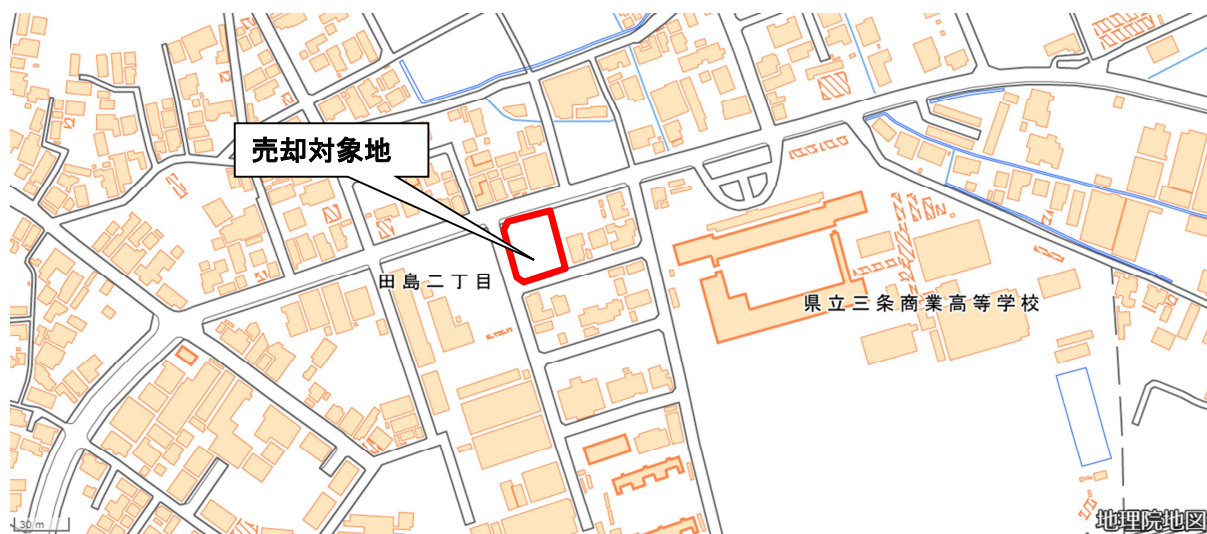 売却対象地
田島二丁目
県立三条商業高等学校
30 m
地理院地図